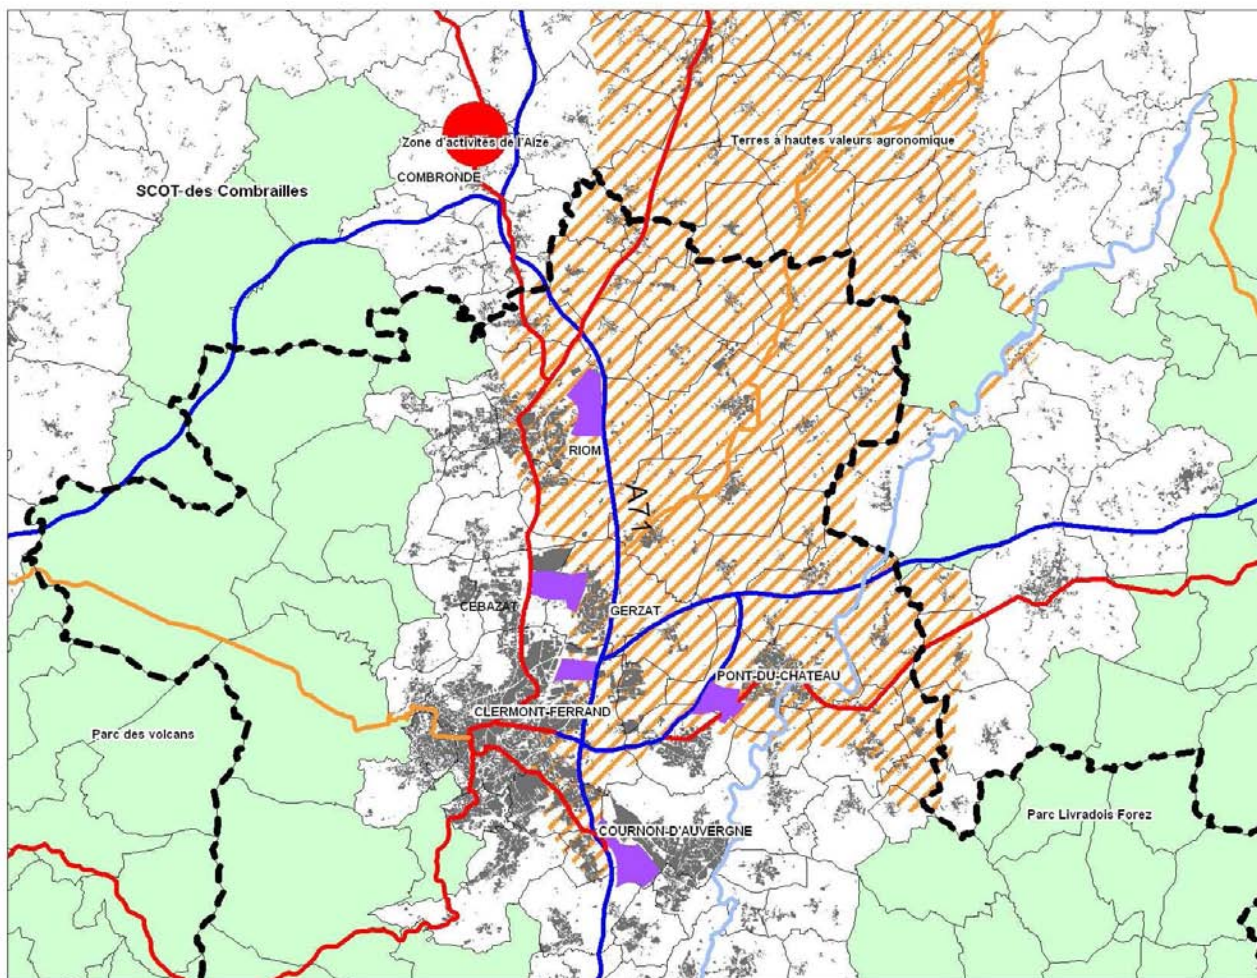 Zone d'activités de l'Aize
Terres à hautes valeurs agronomique
COMBRONDE
SCOT des Combrailles
RIOM
A71
CEBAZAT
GERZAT
PONT-DU-CHATEAU
CLERMONT-FERRAND
Parc des volcans
Parc Livradois Forez
COURNON-D'AUVERGNE